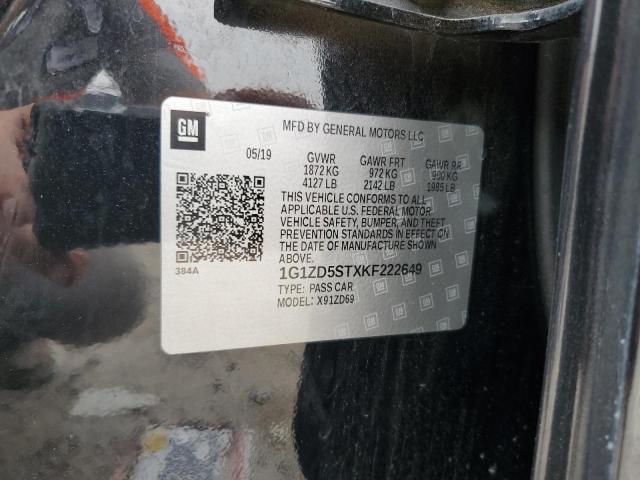 GM
MFD BY GENERAL MOTORS LLC
05/19 GVWR GAWR FRT GAWR RR
1872 KG 972 KG 900 KG
4127 LB 2142 LB 1985 LB
THIS VEHICLE CONFORMS TO ALL
APPLICABLE U.S. FEDERAL MOTOR
VEHICLE SAFETY, BUMPER, AND THEFT
PREVENTION STANDARDS IN EFFECT ON
THE DATE OF MANUFACTURE SHOWN
ABOVE.
384A
1G1ZD5STXKF222649
TYPE: PASS CAR
MODEL: X91ZD69